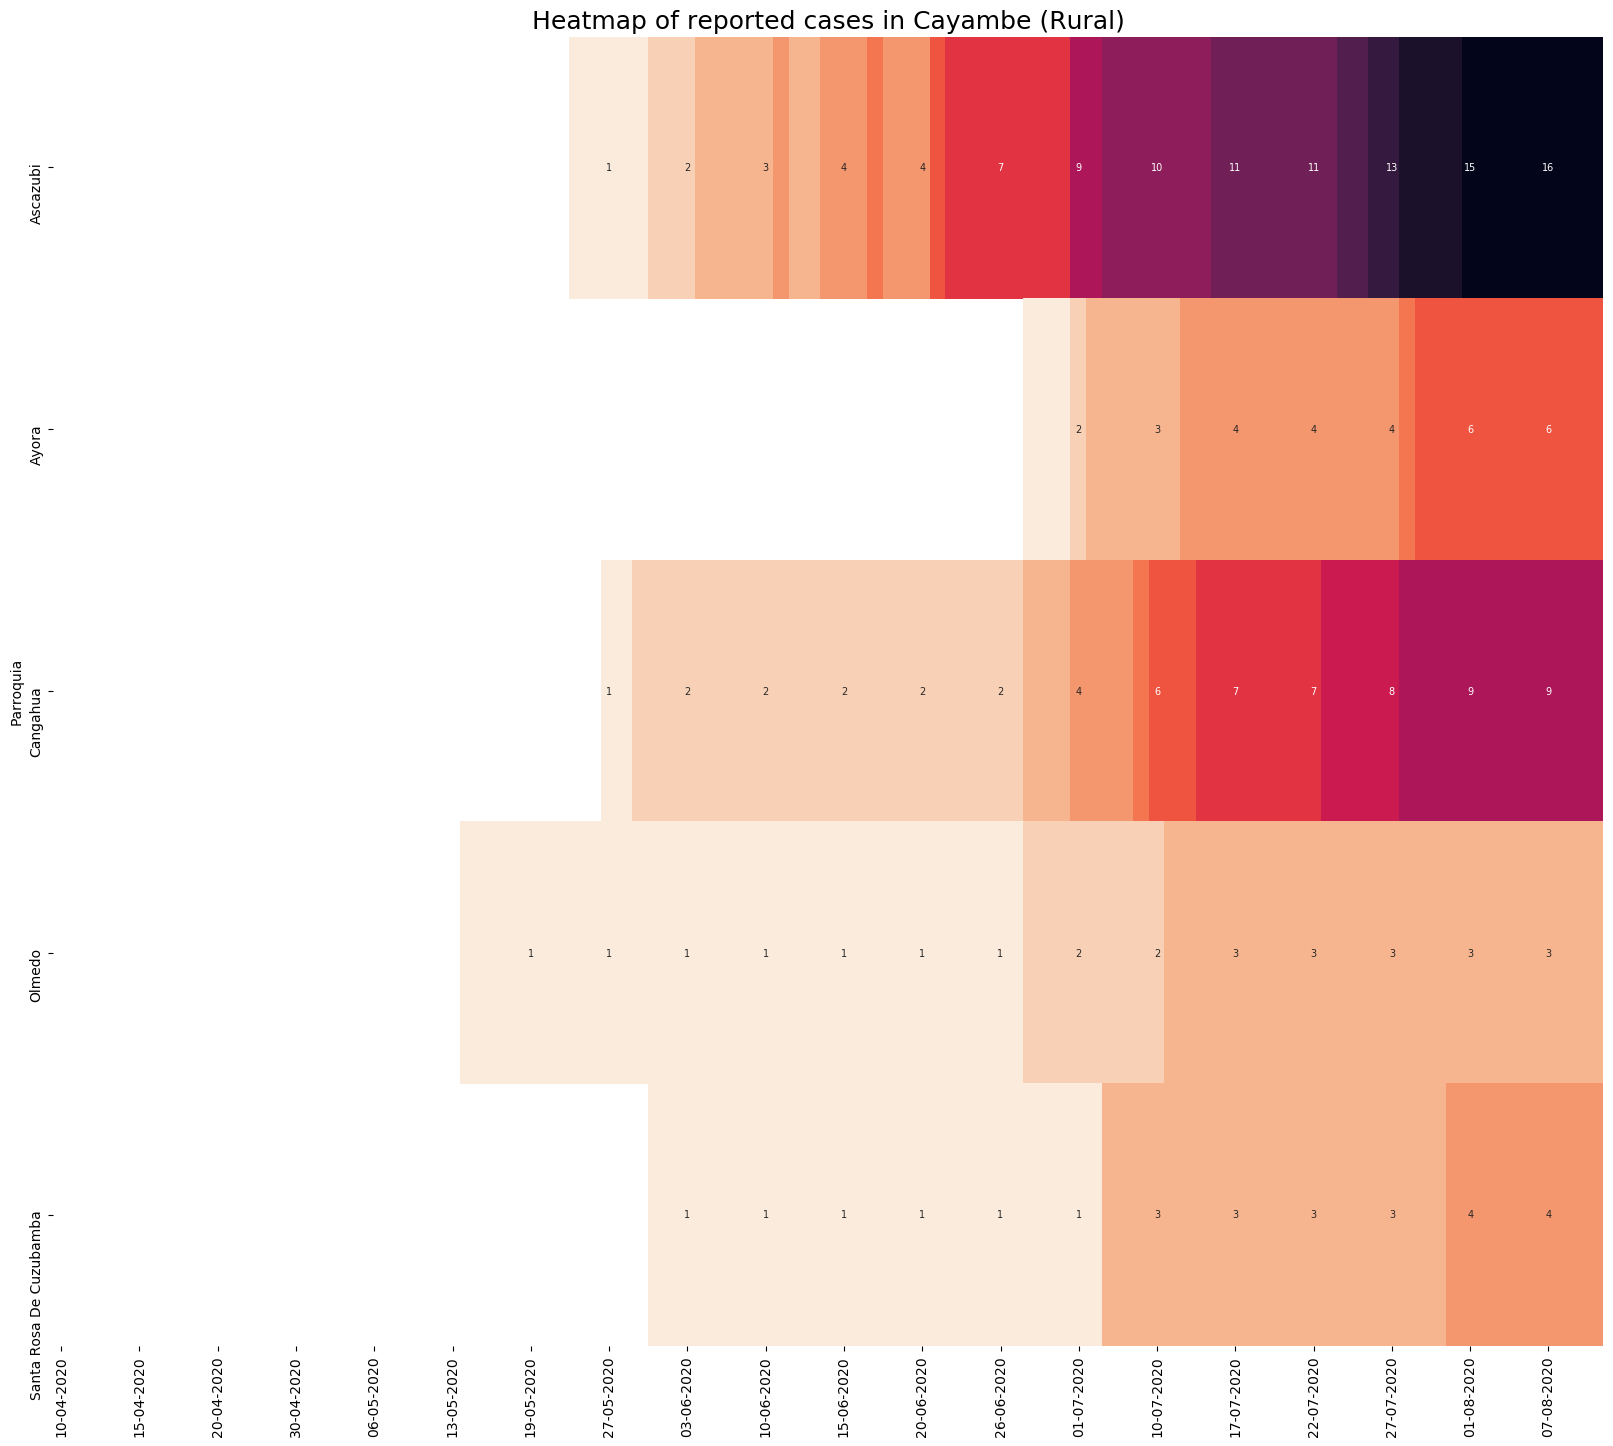 Heatmap of reported cases in Cayambe (Rural)
Parroquia
Ascazubi
1 2 3 4 4 7 9 10 11 11 13 15 16
Ayora
2 3 4 4 4 6 6
Cangahua
1 2 2 2 2 2 4 6 7 7 8 9 9
Olmedo
1 1 1 1 1 1 1 2 2 3 3 3 3 3
Santa Rosa De Cuzubamba
1 1 1 1 1 1 3 3 3 3 4 4
10-04-2020
15-04-2020
20-04-2020
30-04-2020
06-05-2020
13-05-2020
19-05-2020
27-05-2020
03-06-2020
10-06-2020
15-06-2020
20-06-2020
26-06-2020
01-07-2020
10-07-2020
17-07-2020
22-07-2020
27-07-2020
01-08-2020
07-08-2020